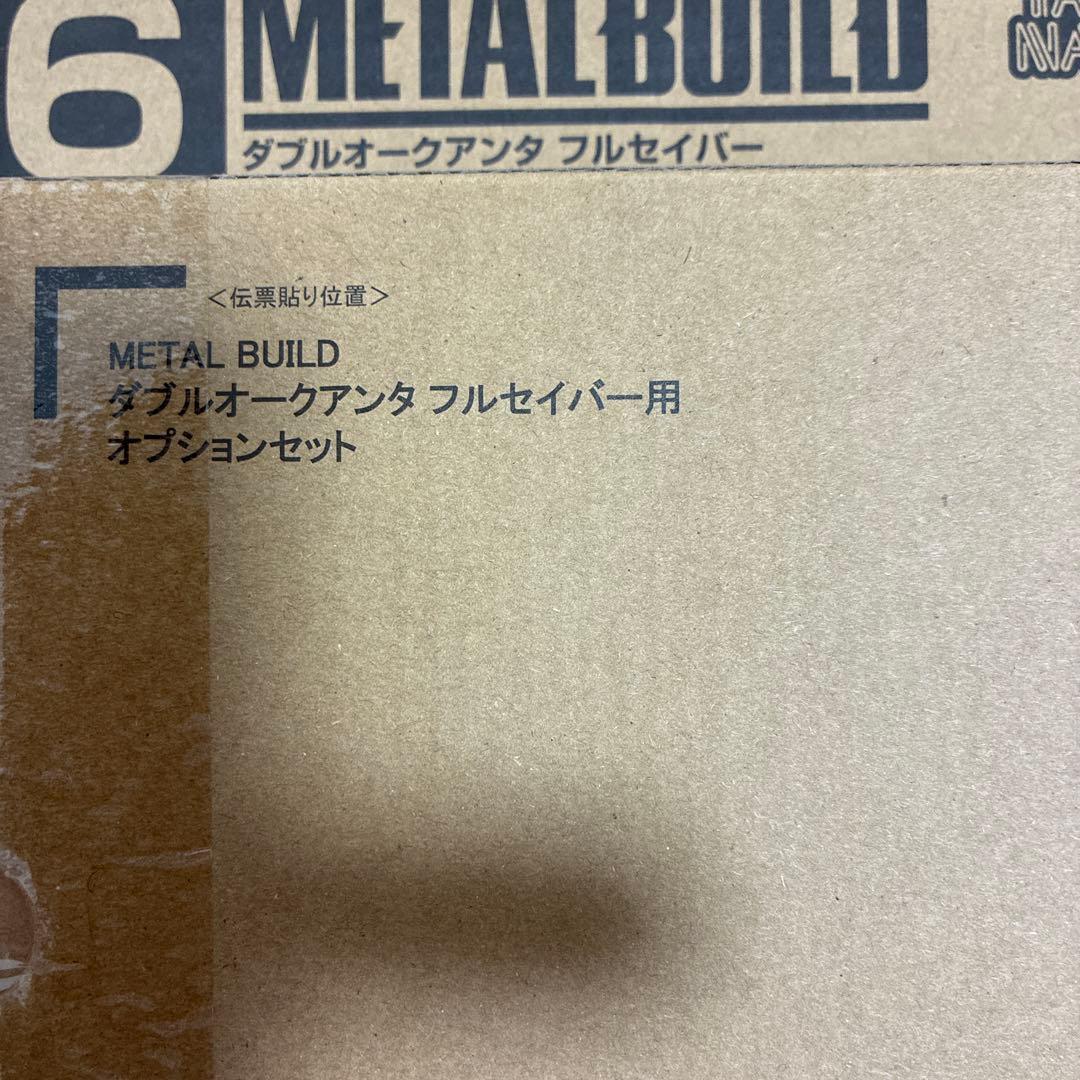 6
METAL BUILD
ダブルオークアンタ フルセイバー
<伝票貼り位置>
METAL BUILD
ダブルオークアンタ フルセイバー用
オプションセット